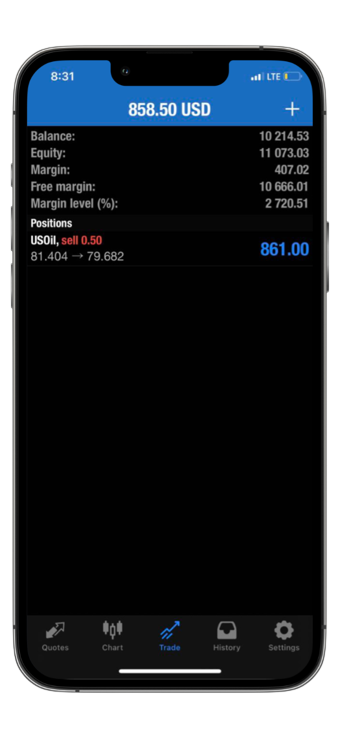 8:31 LTE
858.50 USD +
Balance: 10 214.53
Equity: 11 073.03
Margin: 407.02
Free margin: 10 666.01
Margin level (%): 2 720.51
Positions
USOil, sell 0.50
81.404 → 79.682 861.00
Quotes Chart Trade History Settings